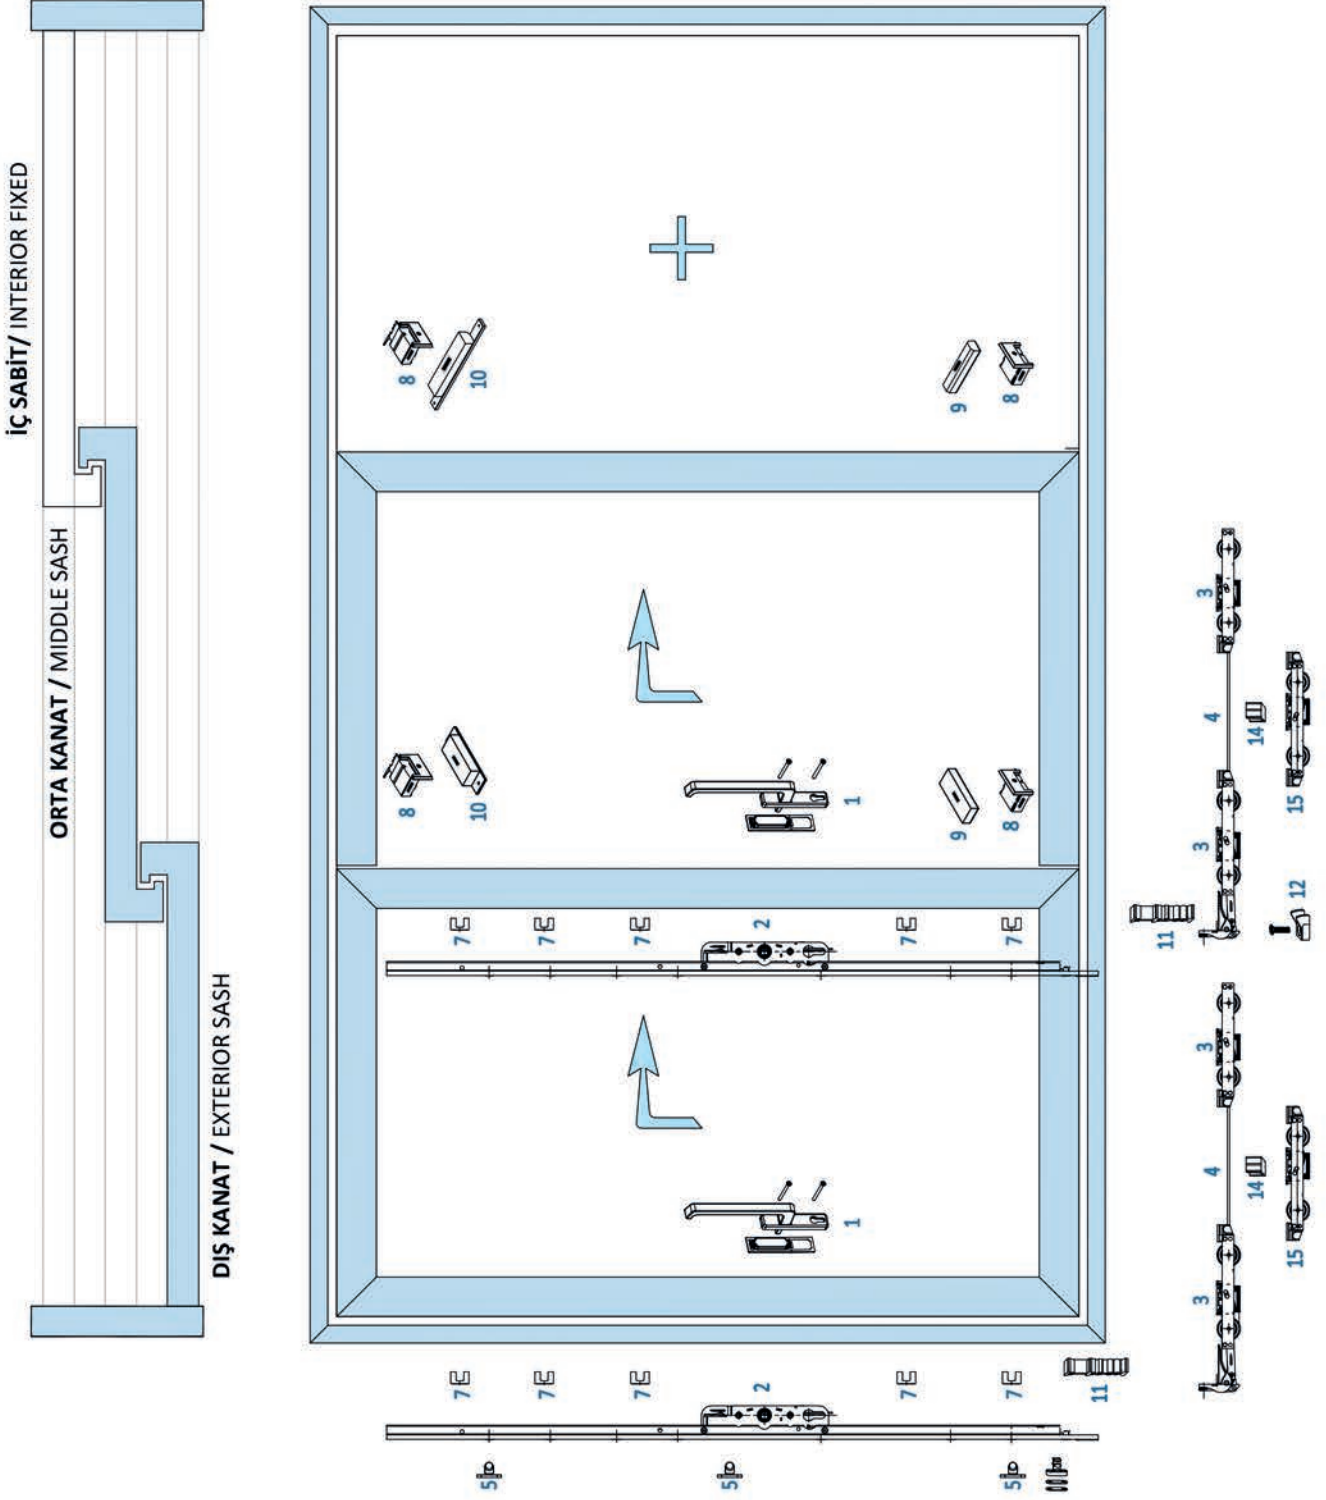 İÇ SABİT/ INTERIOR FIXED
ORTA KANAT / MIDDLE SASH
DIŞ KANAT / EXTERIOR SASH
8 8
7 7
5 10 10
7 7
7 7
5
2 2
1 1
7 7
9 9
5 7 7 8 8
11
11
3 4 3 3 4 3
14 14
15 12 15